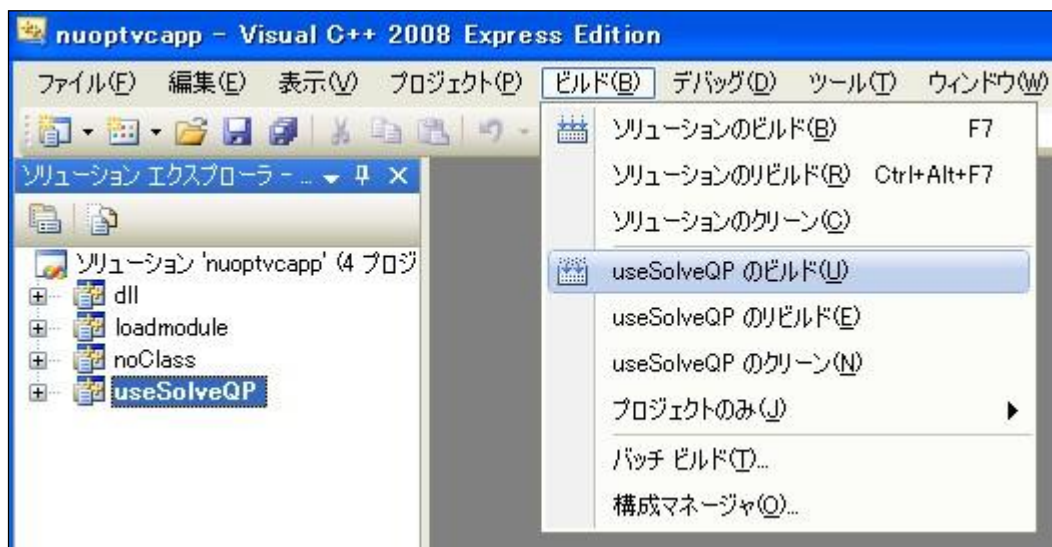 nuoptvcapp - Visual C++ 2008 Express Edition
ファイル(F) 編集(E) 表示(V) プロジェクト(P) ビルド(B) デバッグ(D) ツール(T) ウィンドウ(W)
ソリューション エクスプローラ - ...
ソリューション 'nuoptvcapp' (4 プロジ
dll
loadmodule
noClass
useSolveQP
ソリューションのビルド(B) F7
ソリューションのリビルド(R) Ctrl+Alt+F7
ソリューションのクリーン(C)
useSolveQP のビルド(U)
useSolveQP のリビルド(E)
useSolveQP のクリーン(N)
プロジェクトのみ(J)
バッチ ビルド(T)...
構成マネージャ(O)...